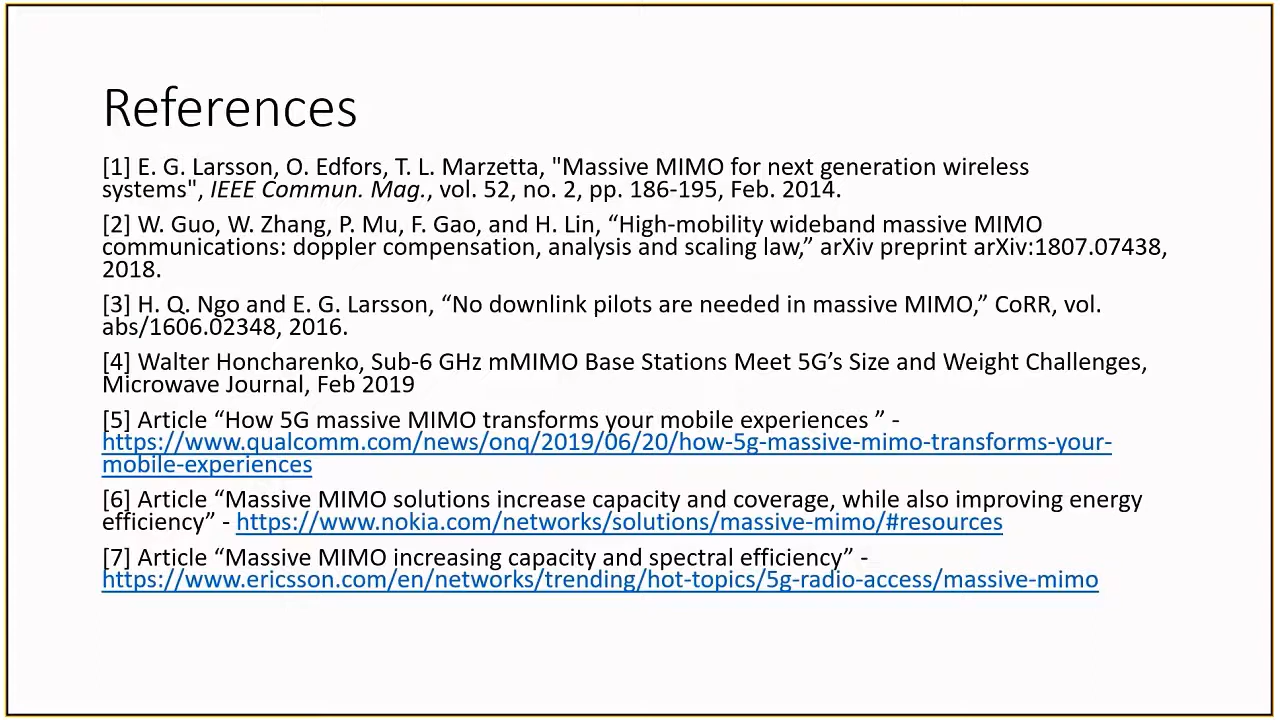 References
[1] E. G. Larsson, O. Edfors, T. L. Marzetta, "Massive MIMO for next generation wireless
systems", IEEE Commun. Mag., vol. 52, no. 2, pp. 186-195, Feb. 2014.
[2] W. Guo, W. Zhang, P. Mu, F. Gao, and H. Lin, “High-mobility wideband massive MIMO
communications: doppler compensation, analysis and scaling law,” arXiv preprint arXiv:1807.07438,
2018.
[3] H. Q. Ngo and E. G. Larsson, “No downlink pilots are needed in massive MIMO,” CoRR, vol.
abs/1606.02348, 2016.
[4] Walter Honcharenko, Sub-6 GHz mMIMO Base Stations Meet 5G’s Size and Weight Challenges,
Microwave Journal, Feb 2019
[5] Article “How 5G massive MIMO transforms your mobile experiences ” -
https://www.qualcomm.com/news/onq/2019/06/20/how-5g-massive-mimo-transforms-your-
mobile-experiences
[6] Article “Massive MIMO solutions increase capacity and coverage, while also improving energy
efficiency” - https://www.nokia.com/networks/solutions/massive-mimo/#resources
[7] Article “Massive MIMO increasing capacity and spectral efficiency” -
https://www.ericsson.com/en/networks/trending/hot-topics/5g-radio-access/massive-mimo